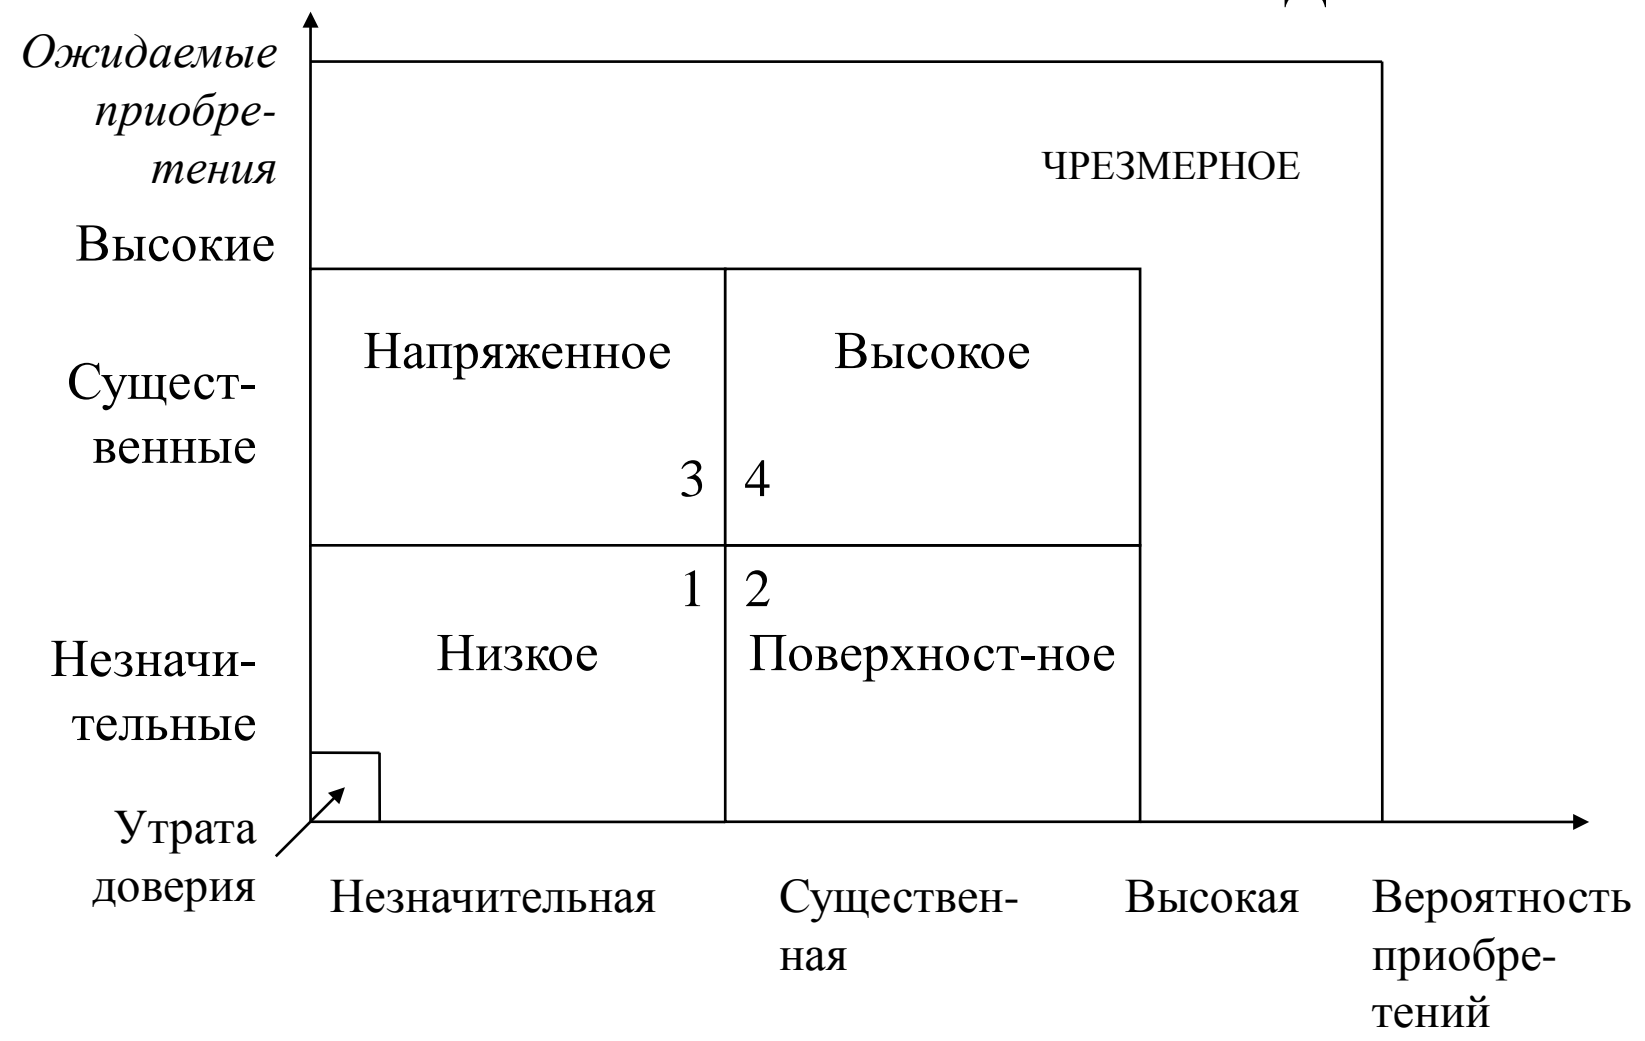 Ожидаемые
приобре-
тения
ЧРЕЗМЕРНОЕ
Высокие
Напряженное
Высокое
Сущест-
венные
3
4
1
2
Незначи-
тельные
Низкое
Поверхност-ное
Утрата
доверия
Незначительная
Существен-
ная
Высокая
Вероятность
приобре-
тений